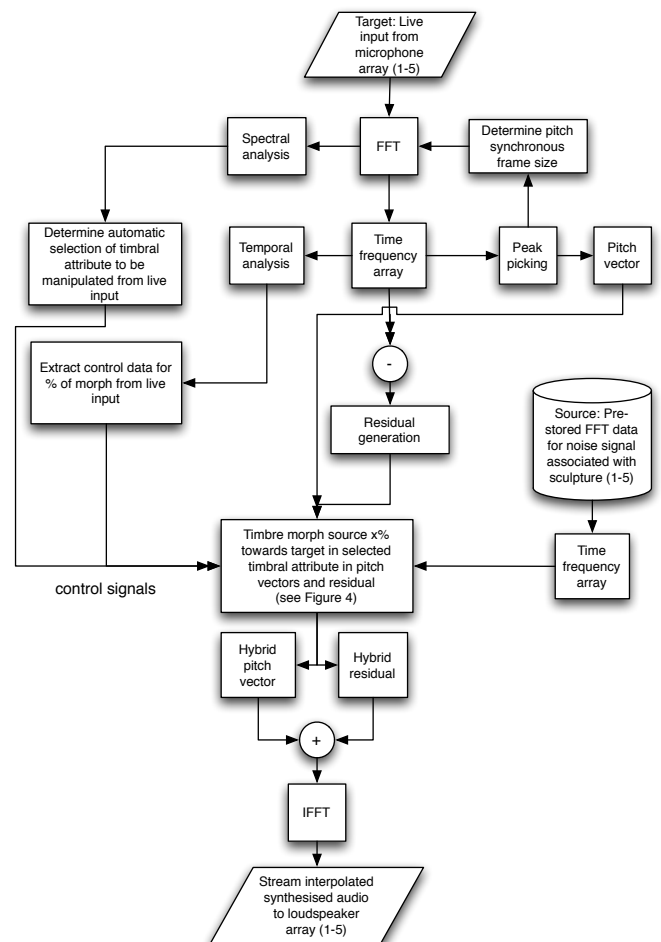 Target: Live
input from
microphone
array (1-5)
Spectral
analysis
FFT
Determine pitch
synchronous
frame size
Determine automatic
selection of timbral
attribute to be
manipulated from live
input
Temporal
analysis
Time
frequency
array
Peak
picking
Pitch
vector
Extract control data for
% of morph from live
input
-
Residual
generation
Source: Pre-
stored FFT data
for noise signal
associated with
sculpture (1-5)
Timbre morph source x%
towards target in selected
timbral attribute in pitch
vectors and residual
(see Figure 4)
Time
frequency
array
control signals
Hybrid
pitch
vector
Hybrid
residual
+
IFFT
Stream interpolated
synthesised audio
to loudspeaker
array (1-5)